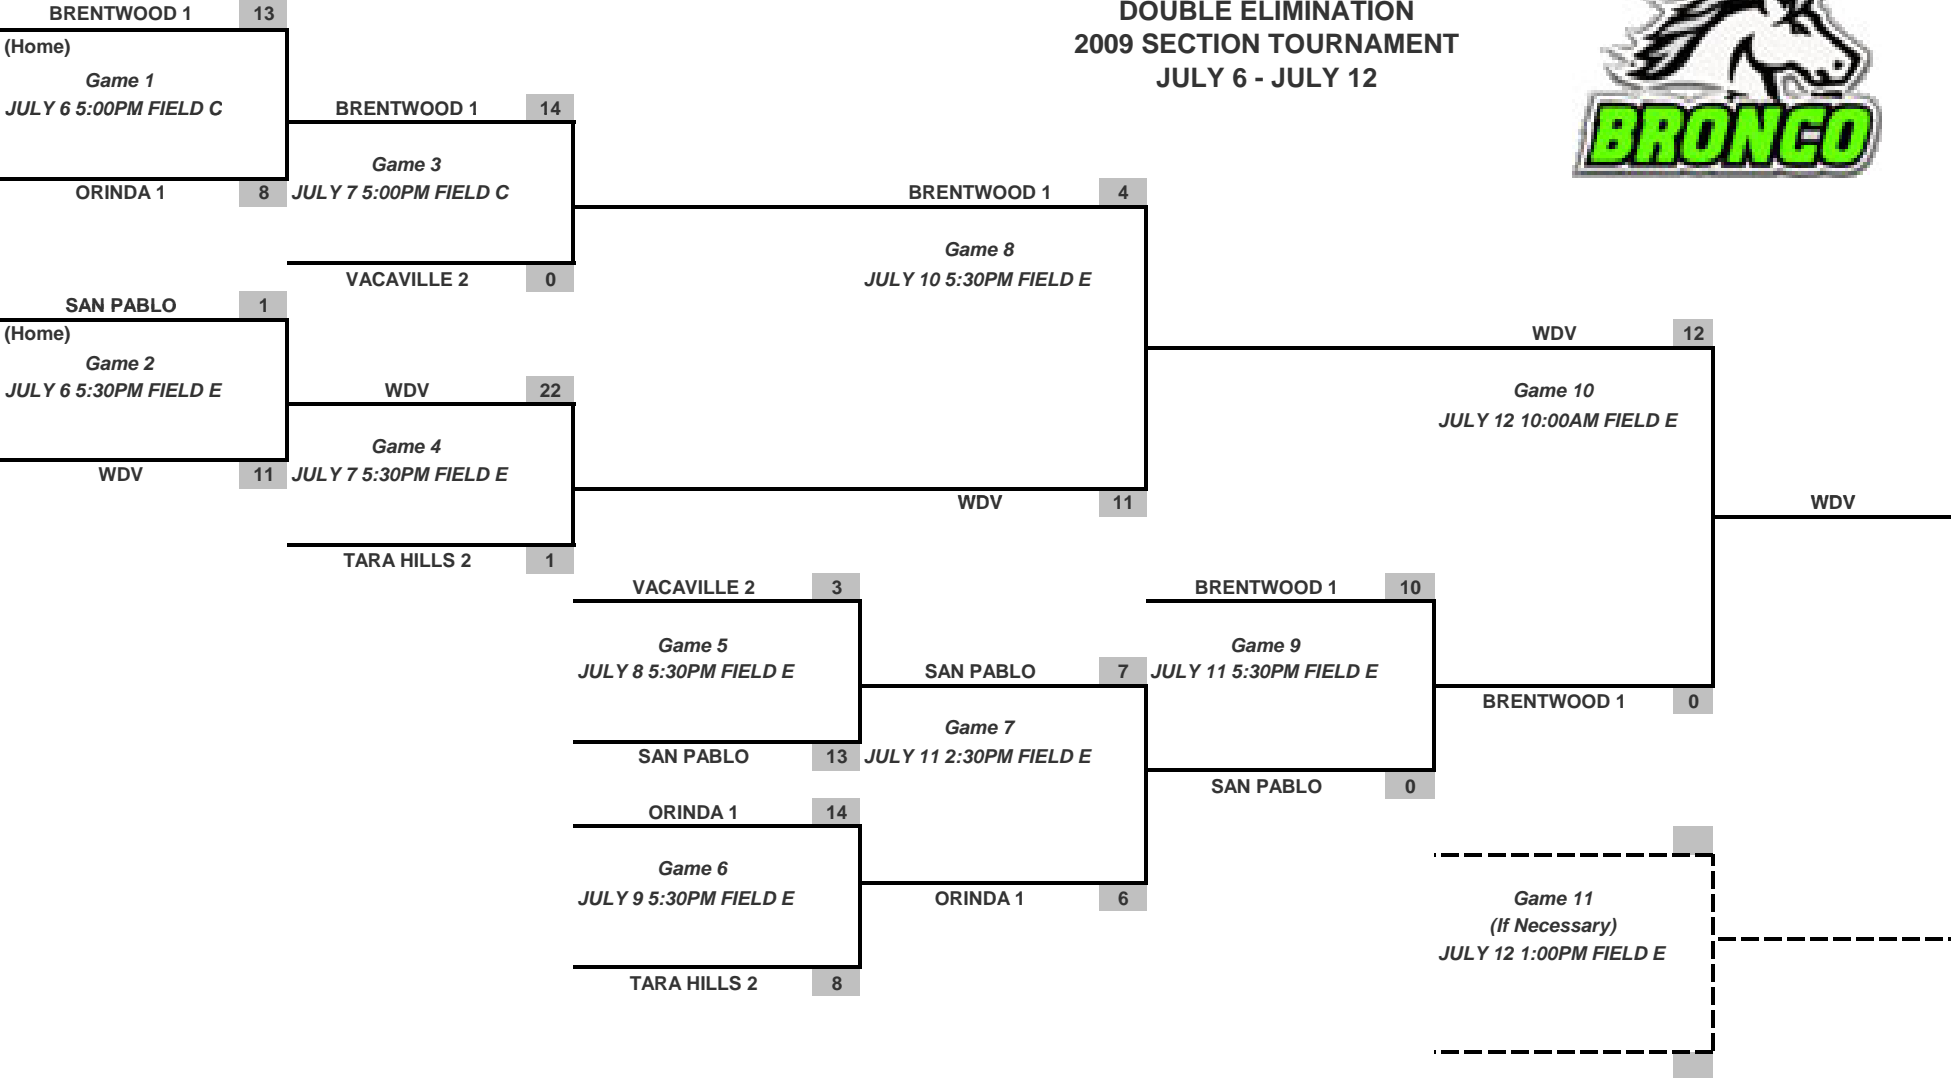 DOUBLE ELIMINATION
2009 SECTION TOURNAMENT
JULY 6 - JULY 12
BRONCO
BRENTWOOD 1 13
(Home)
Game 1
JULY 6 5:00PM FIELD C
ORINDA 1 8
BRENTWOOD 1 14
Game 3
JULY 7 5:00PM FIELD C
VACAVILLE 2 0
SAN PABLO 1
(Home)
Game 2
JULY 6 5:30PM FIELD E
WDV 11
WDV 22
Game 4
JULY 7 5:30PM FIELD E
TARA HILLS 2 1
BRENTWOOD 1 4
Game 8
JULY 10 5:30PM FIELD E
WDV 11
WDV 12
Game 10
JULY 12 10:00AM FIELD E
BRENTWOOD 1 0
WDV
VACAVILLE 2 3
Game 5
JULY 8 5:30PM FIELD E
SAN PABLO 13
ORINDA 1 14
Game 6
JULY 9 5:30PM FIELD E
TARA HILLS 2 8
SAN PABLO 7
Game 7
JULY 11 2:30PM FIELD E
ORINDA 1 6
BRENTWOOD 1 10
Game 9
JULY 11 5:30PM FIELD E
SAN PABLO 0
Game 11
(If Necessary)
JULY 12 1:00PM FIELD E